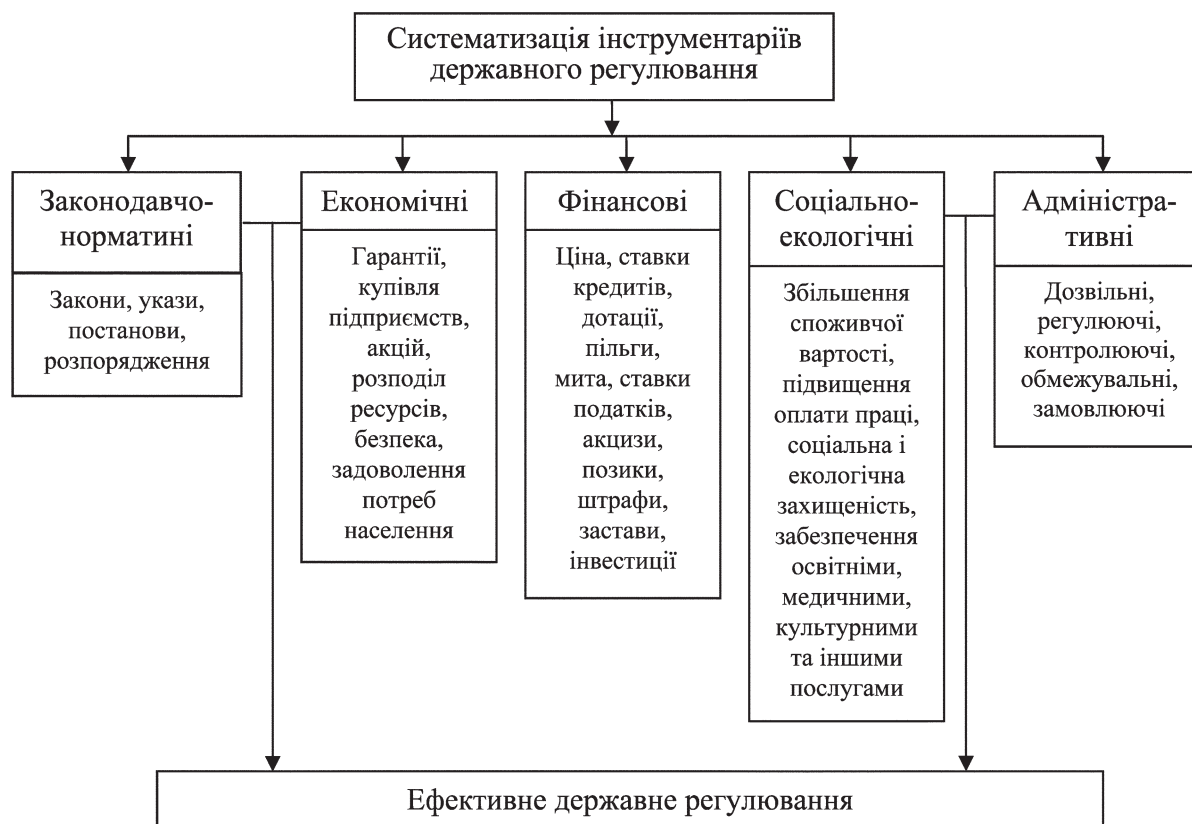 Систематизація інструментаріїв
державного регулювання
Законодавчо-
норматині
Закони, укази,
постанови,
розпорядження
Економічні
Гарантії,
купівля
підприємств,
акцій,
розподіл
ресурсів,
безпека,
задоволення
потреб
населення
Фінансові
Ціна, ставки
кредитів,
дотації,
пільги,
мита, ставки
податків,
акцизи,
позики,
штрафи,
застави,
інвестиції
Соціально-
екологічні
Збільшення
споживчої
вартості,
підвищення
оплати праці,
соціальна і
екологічна
захищеність,
забезпечення
освітніми,
медичними,
культурними
та іншими
послугами
Адміністра-
тивні
Дозвільні,
регулюючі,
контролюючі,
обмежувальні,
замовлюючі
Ефективне державне регулювання